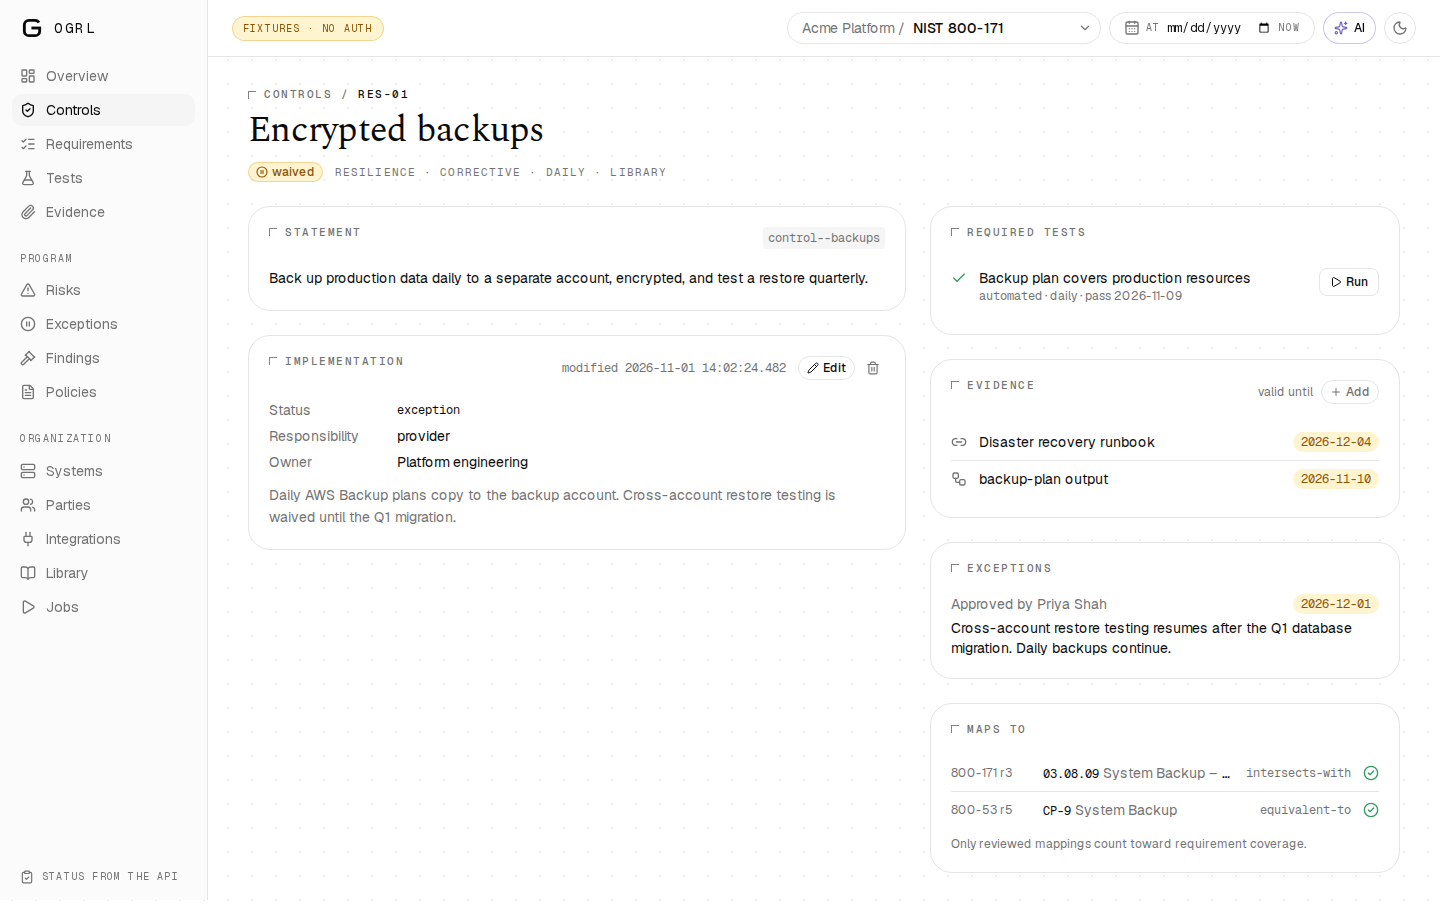 OGRL
FIXTURES · NO AUTH
Acme Platform / NIST 800-171
AT mm/dd/yyyy NOW
AI
Overview
Controls
Requirements
Tests
Evidence
PROGRAM
Risks
Exceptions
Findings
Policies
ORGANIZATION
Systems
Parties
Integrations
Library
Jobs
STATUS FROM THE API
CONTROLS / RES-01
Encrypted backups
waived RESILIENCE · CORRECTIVE · DAILY · LIBRARY
STATEMENT
control--backups
Back up production data daily to a separate account, encrypted, and test a restore quarterly.
IMPLEMENTATION
modified 2026-11-01 14:02:24.482 Edit
Status exception
Responsibility provider
Owner Platform engineering
Daily AWS Backup plans copy to the backup account. Cross-account restore testing is
waived until the Q1 migration.
REQUIRED TESTS
Backup plan covers production resources
automated · daily · pass 2026-11-09
Run
EVIDENCE
valid until + Add
Disaster recovery runbook 2026-12-04
backup-plan output 2026-11-10
EXCEPTIONS
Approved by Priya Shah 2026-12-01
Cross-account restore testing resumes after the Q1 database
migration. Daily backups continue.
MAPS TO
800-171 r3 03.08.09 System Backup – … intersects-with
800-53 r5 CP-9 System Backup equivalent-to
Only reviewed mappings count toward requirement coverage.